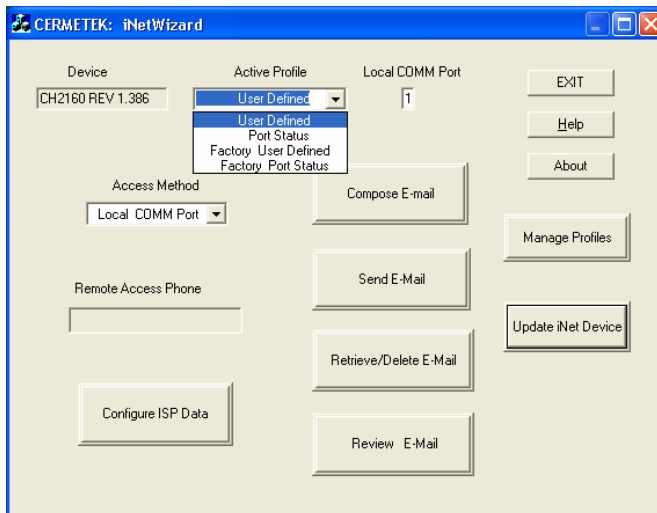 CERMETEK:  iNetWizard
Device
Active Profile
Local COMM Port
CH2160 REV 1.386
User Defined
1
EXIT
User Defined
Port Status
Factory  User Defined
Factory  Port Status
Help
About
Access Method
Local  COMM Port
Compose E-mail
Manage Profiles
Remote Access Phone
Send E-Mail
Update iNet Device
Retrieve/Delete E-Mail
Configure ISP Data
Review   E-Mail